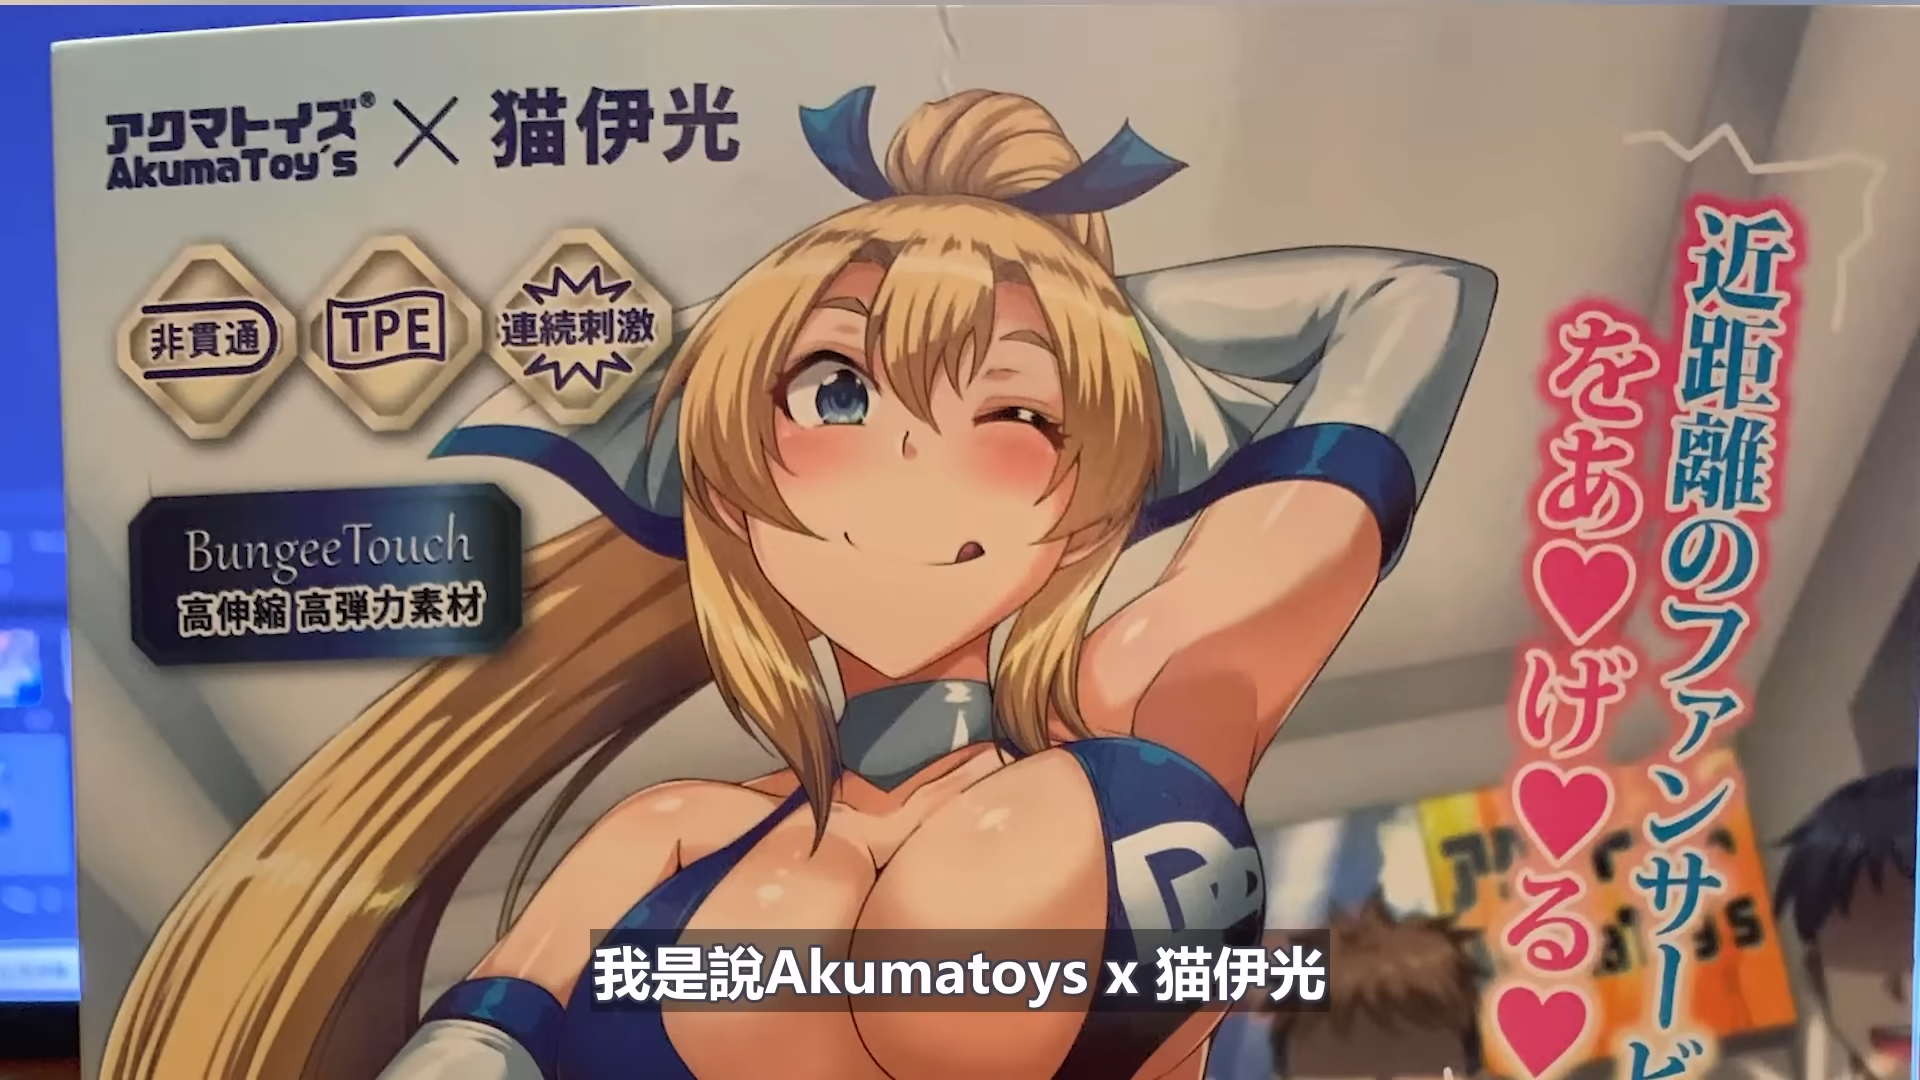 アクマトイズ®
AkumaToy's
× 猫伊光
非貫通
TPE
連続刺激
BungeeTouch
高伸縮 高弾力素材
近距離のファンサービ
をあ♥げ♥る♥
我是說Akumatoys x 猫伊光